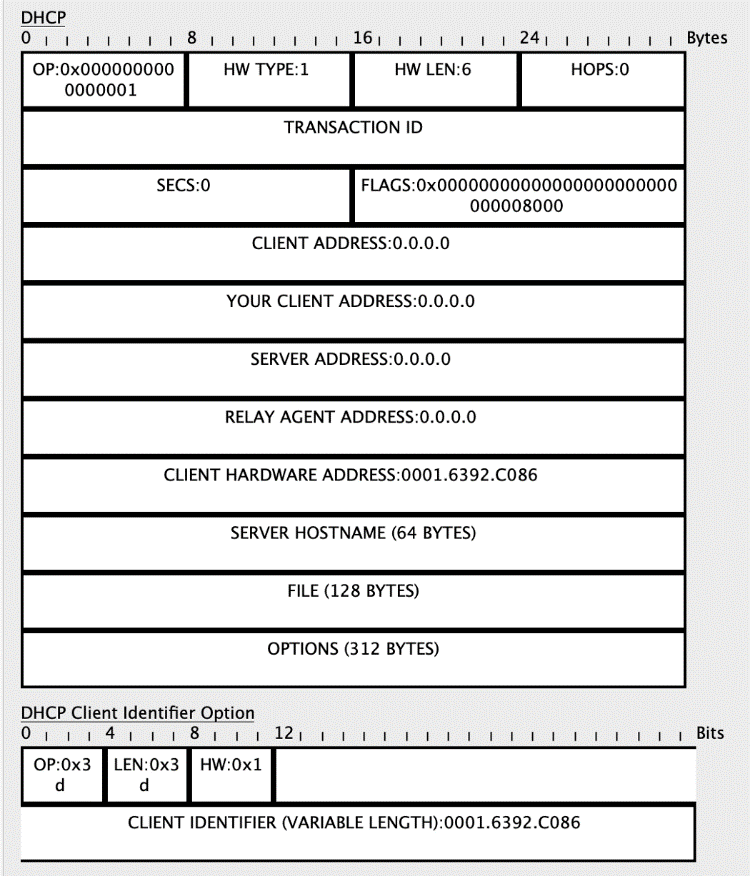 DHCP
0 8 16 24 Bytes
OP:0x000000000
0000001
HW TYPE:1
HW LEN:6
HOPS:0
TRANSACTION ID
SECS:0
FLAGS:0x00000000000000000000000
000008000
CLIENT ADDRESS:0.0.0.0
YOUR CLIENT ADDRESS:0.0.0.0
SERVER ADDRESS:0.0.0.0
RELAY AGENT ADDRESS:0.0.0.0
CLIENT HARDWARE ADDRESS:0001.6392.C086
SERVER HOSTNAME (64 BYTES)
FILE (128 BYTES)
OPTIONS (312 BYTES)
DHCP Client Identifier Option
0 4 8 12 Bits
OP:0x3
d
LEN:0x3
d
HW:0x1
CLIENT IDENTIFIER (VARIABLE LENGTH):0001.6392.C086